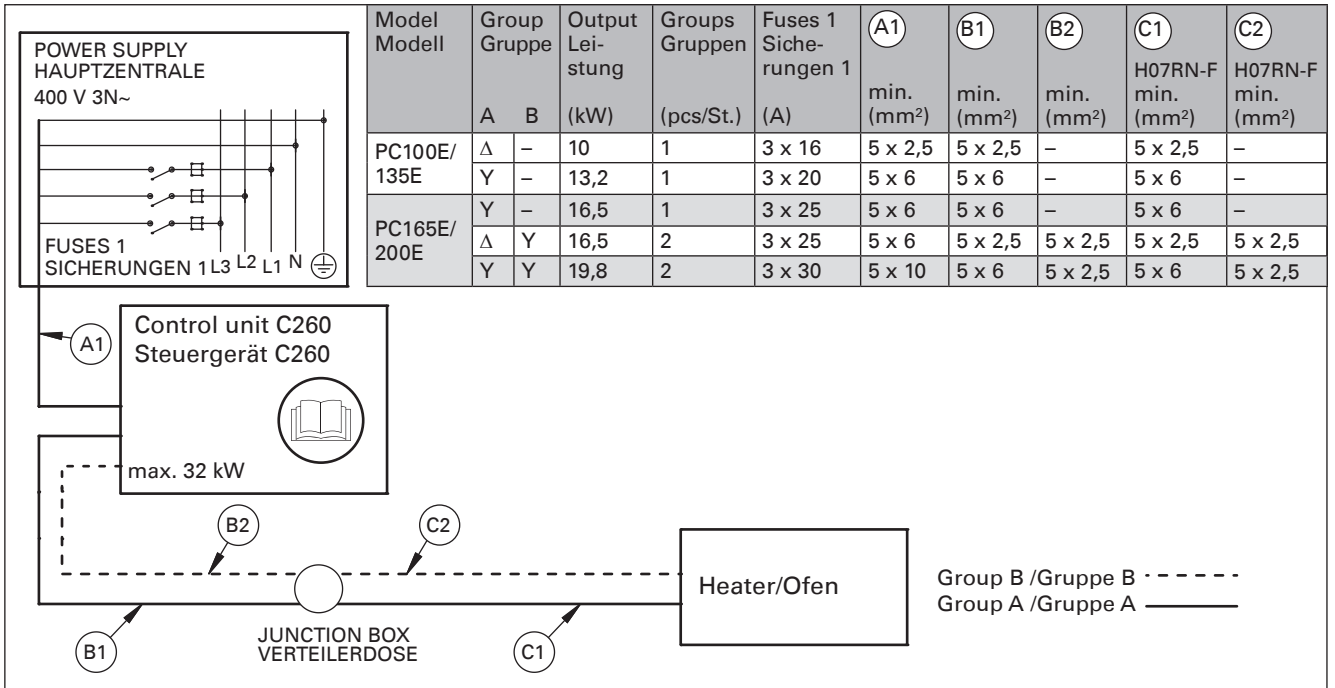 POWER SUPPLY
HAUPTZENTRALE
400 V 3N~
FUSES 1
SICHERUNGEN 1
L3 L2 L1 N
Model Modell | Group Gruppe | Output Lei-stung | Groups Gruppen | Fuses 1 Siche-rungen 1 | A1 | B1 | B2 | C1 H07RN-F | C2 H07RN-F
A | B | (kW) | (pcs/St.) | (A) | min. (mm²) | min. (mm²) | min. (mm²) | min. (mm²) | min. (mm²)
PC100E/ 135E | Δ | – | 10 | 1 | 3 x 16 | 5 x 2,5 | 5 x 2,5 | – | 5 x 2,5 | –
Y | – | 13,2 | 1 | 3 x 20 | 5 x 6 | 5 x 6 | – | 5 x 6 | –
PC165E/ 200E | Y | – | 16,5 | 1 | 3 x 25 | 5 x 6 | 5 x 6 | – | 5 x 6 | –
Δ | Y | 16,5 | 2 | 3 x 25 | 5 x 6 | 5 x 2,5 | 5 x 2,5 | 5 x 2,5 | 5 x 2,5
Y | Y | 19,8 | 2 | 3 x 30 | 5 x 10 | 5 x 6 | 5 x 2,5 | 5 x 6 | 5 x 2,5
A1
Control unit C260
Steuergerät C260
max. 32 kW
B2
C2
Heater/Ofen
Group B /Gruppe B
Group A /Gruppe A
B1
JUNCTION BOX
VERTEILERDOSE
C1